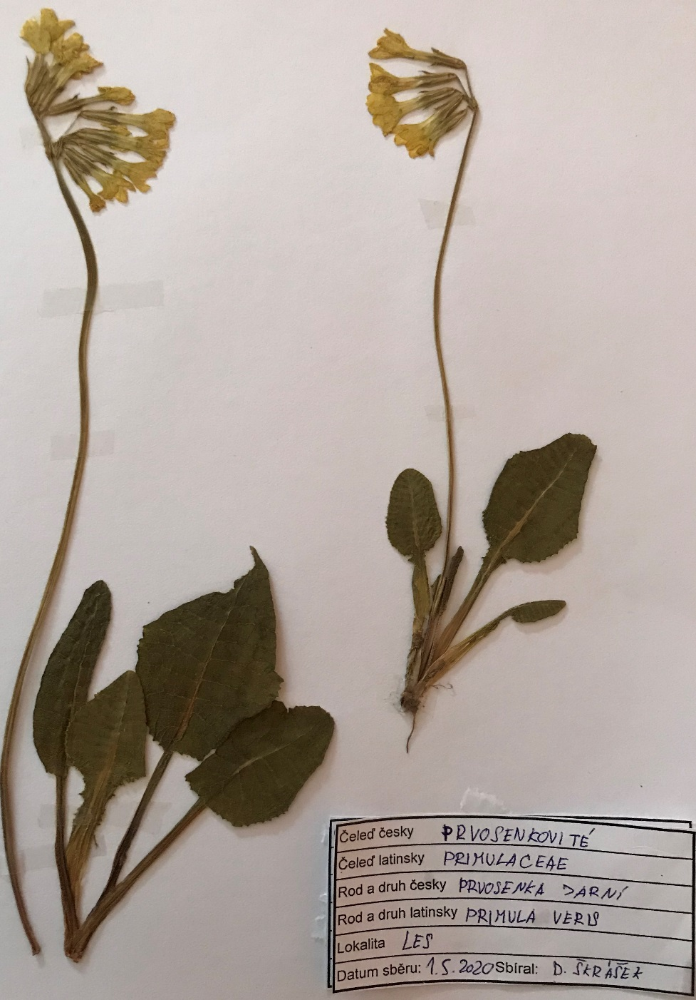 Čeleď česky PRVOSENKOVITÉ
Čeleď latinsky PRIMULACEAE
Rod a druh česky PRVOSENKA JARNÍ
Rod a druh latinsky PRIMULA VERIS
Lokalita LES
Datum sběru: 1.5.2020 Sbíral: D. ŠKRÁŠEK